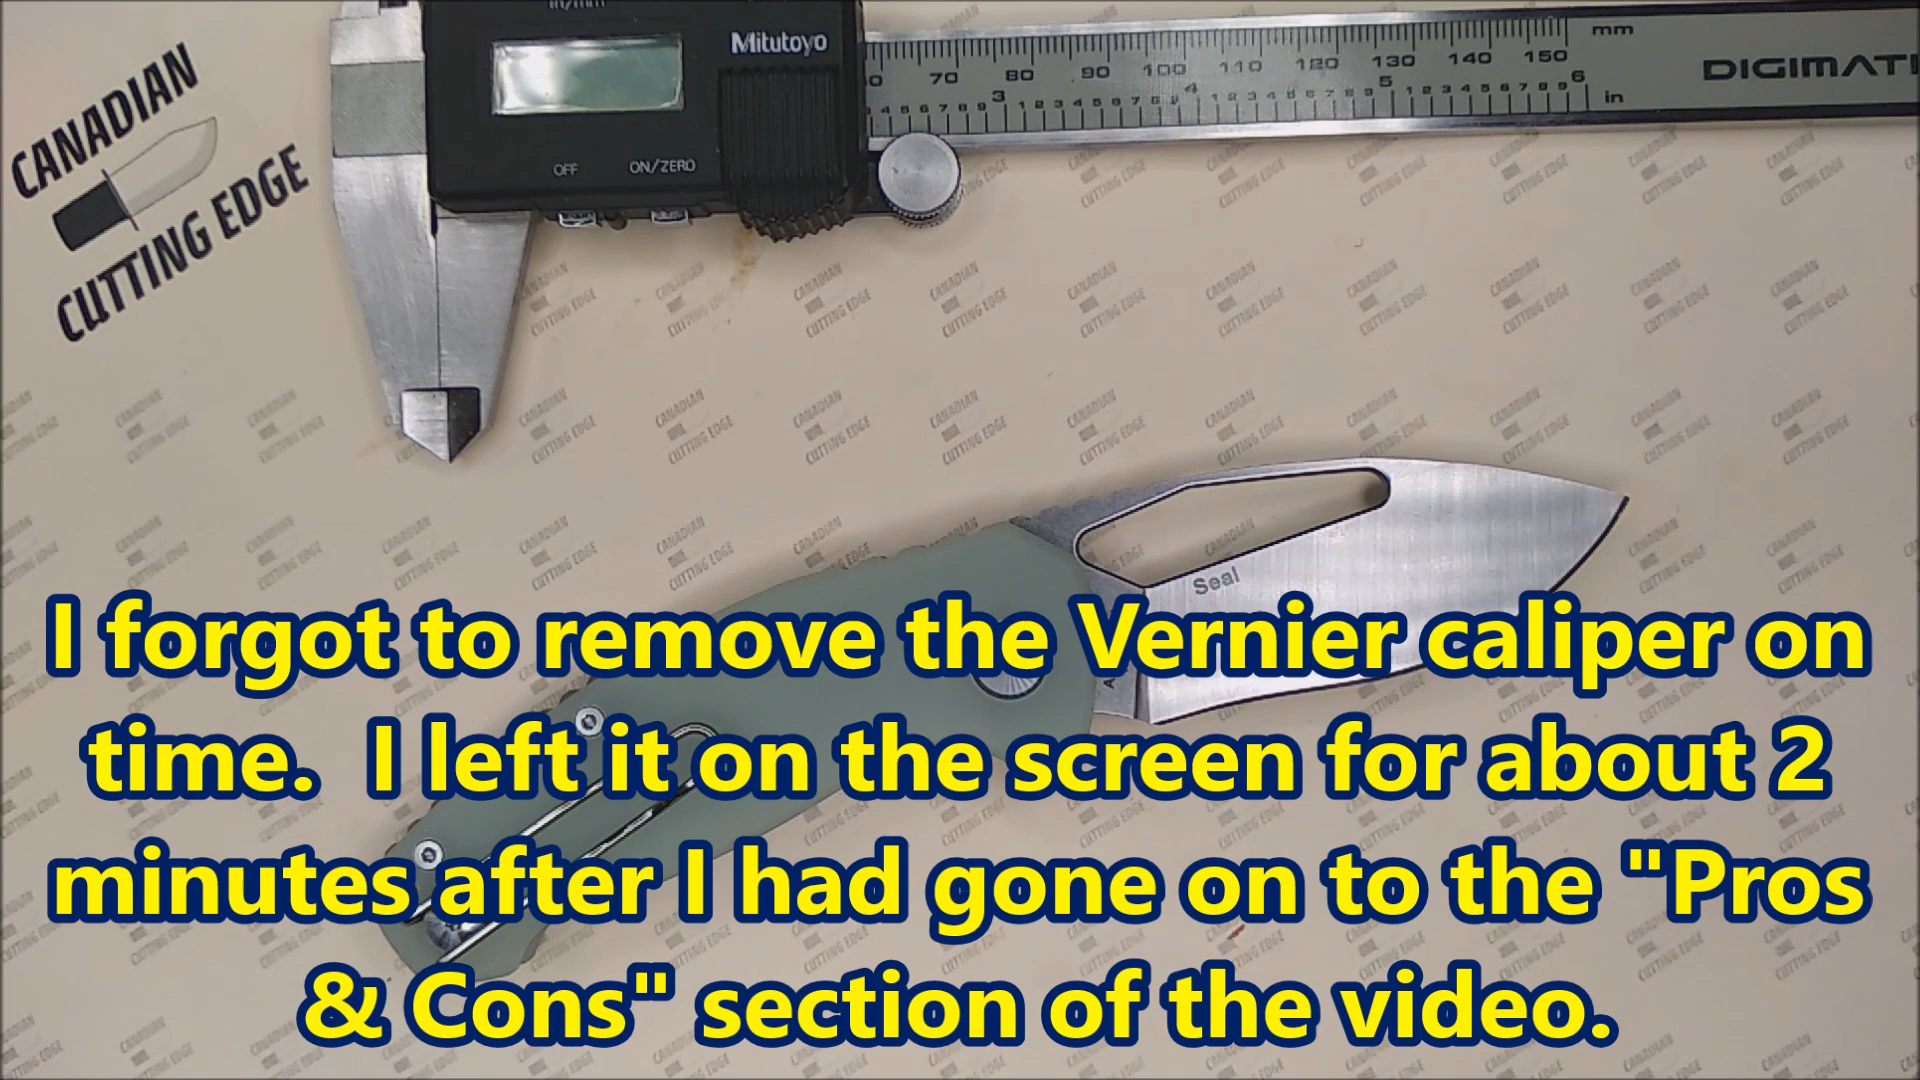 in/mm
Mitutoyo
OFF
ON/ZERO
70 80 90 100 110 120 130 140 150 mm
3 4 5 6 in
DIGIMATI
CANADIAN
CUTTING EDGE
Seal
I forgot to remove the Vernier caliper on
time.  I left it on the screen for about 2
minutes after I had gone on to the "Pros
& Cons" section of the video.